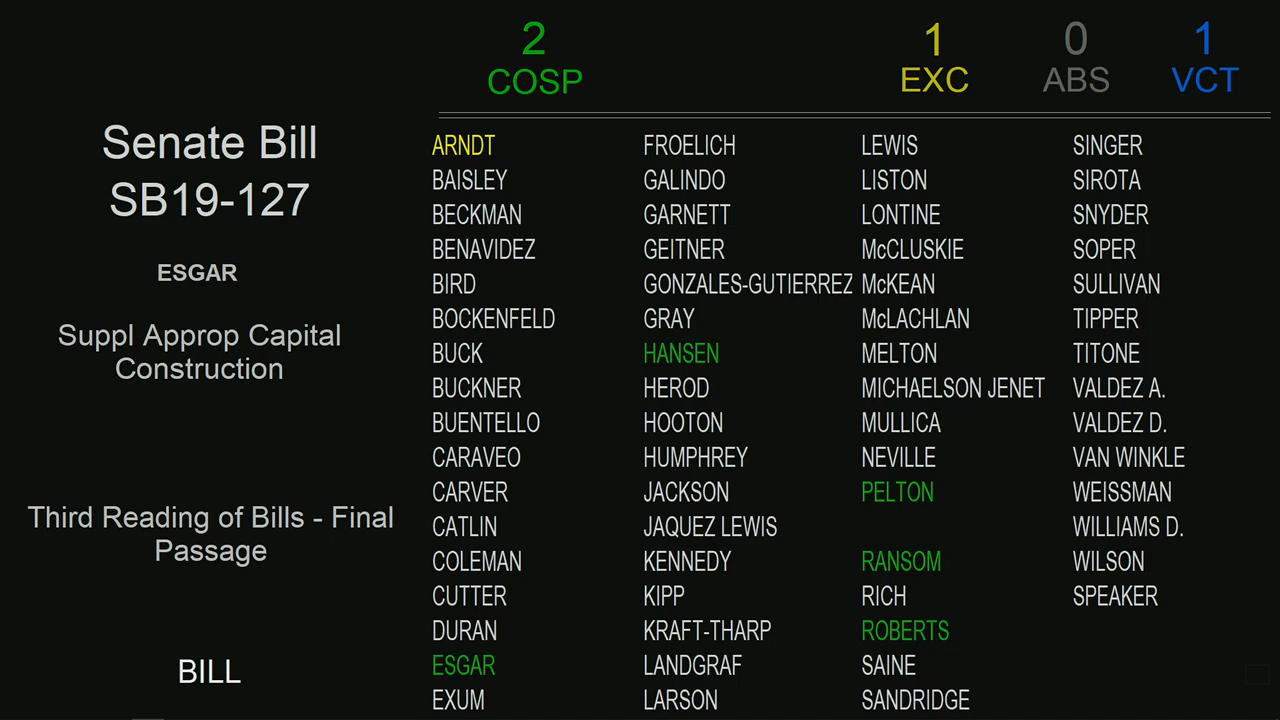 2
COSP
1
EXC
0
ABS
1
VCT
Senate Bill
SB19-127
ESGAR
Suppl Approp Capital
Construction
Third Reading of Bills - Final
Passage
BILL
ARNDT
BAISLEY
BECKMAN
BENAVIDEZ
BIRD
BOCKENFELD
BUCK
BUCKNER
BUENTELLO
CARAVEO
CARVER
CATLIN
COLEMAN
CUTTER
DURAN
ESGAR
EXUM
FROELICH
GALINDO
GARNETT
GEITNER
GONZALES-GUTIERREZ
GRAY
HANSEN
HEROD
HOOTON
HUMPHREY
JACKSON
JAQUEZ LEWIS
KENNEDY
KIPP
KRAFT-THARP
LANDGRAF
LARSON
LEWIS
LISTON
LONTINE
McCLUSKIE
McKEAN
McLACHLAN
MELTON
MICHAELSON JENET
MULLICA
NEVILLE
PELTON
RANSOM
RICH
ROBERTS
SAINE
SANDRIDGE
SINGER
SIROTA
SNYDER
SOPER
SULLIVAN
TIPPER
TITONE
VALDEZ A.
VALDEZ D.
VAN WINKLE
WEISSMAN
WILLIAMS D.
WILSON
SPEAKER